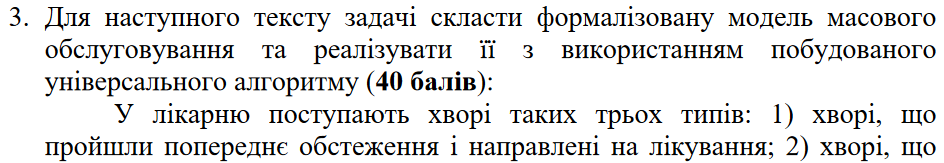 3. Для наступного тексту задачі скласти формалізовану модель масового
обслуговування та реалізувати її з використанням побудованого
універсального алгоритму (40 балів):
У лікарню поступають хворі таких трьох типів: 1) хворі, що
пройшли попереднє обстеження і направлені на лікування; 2) хворі, що